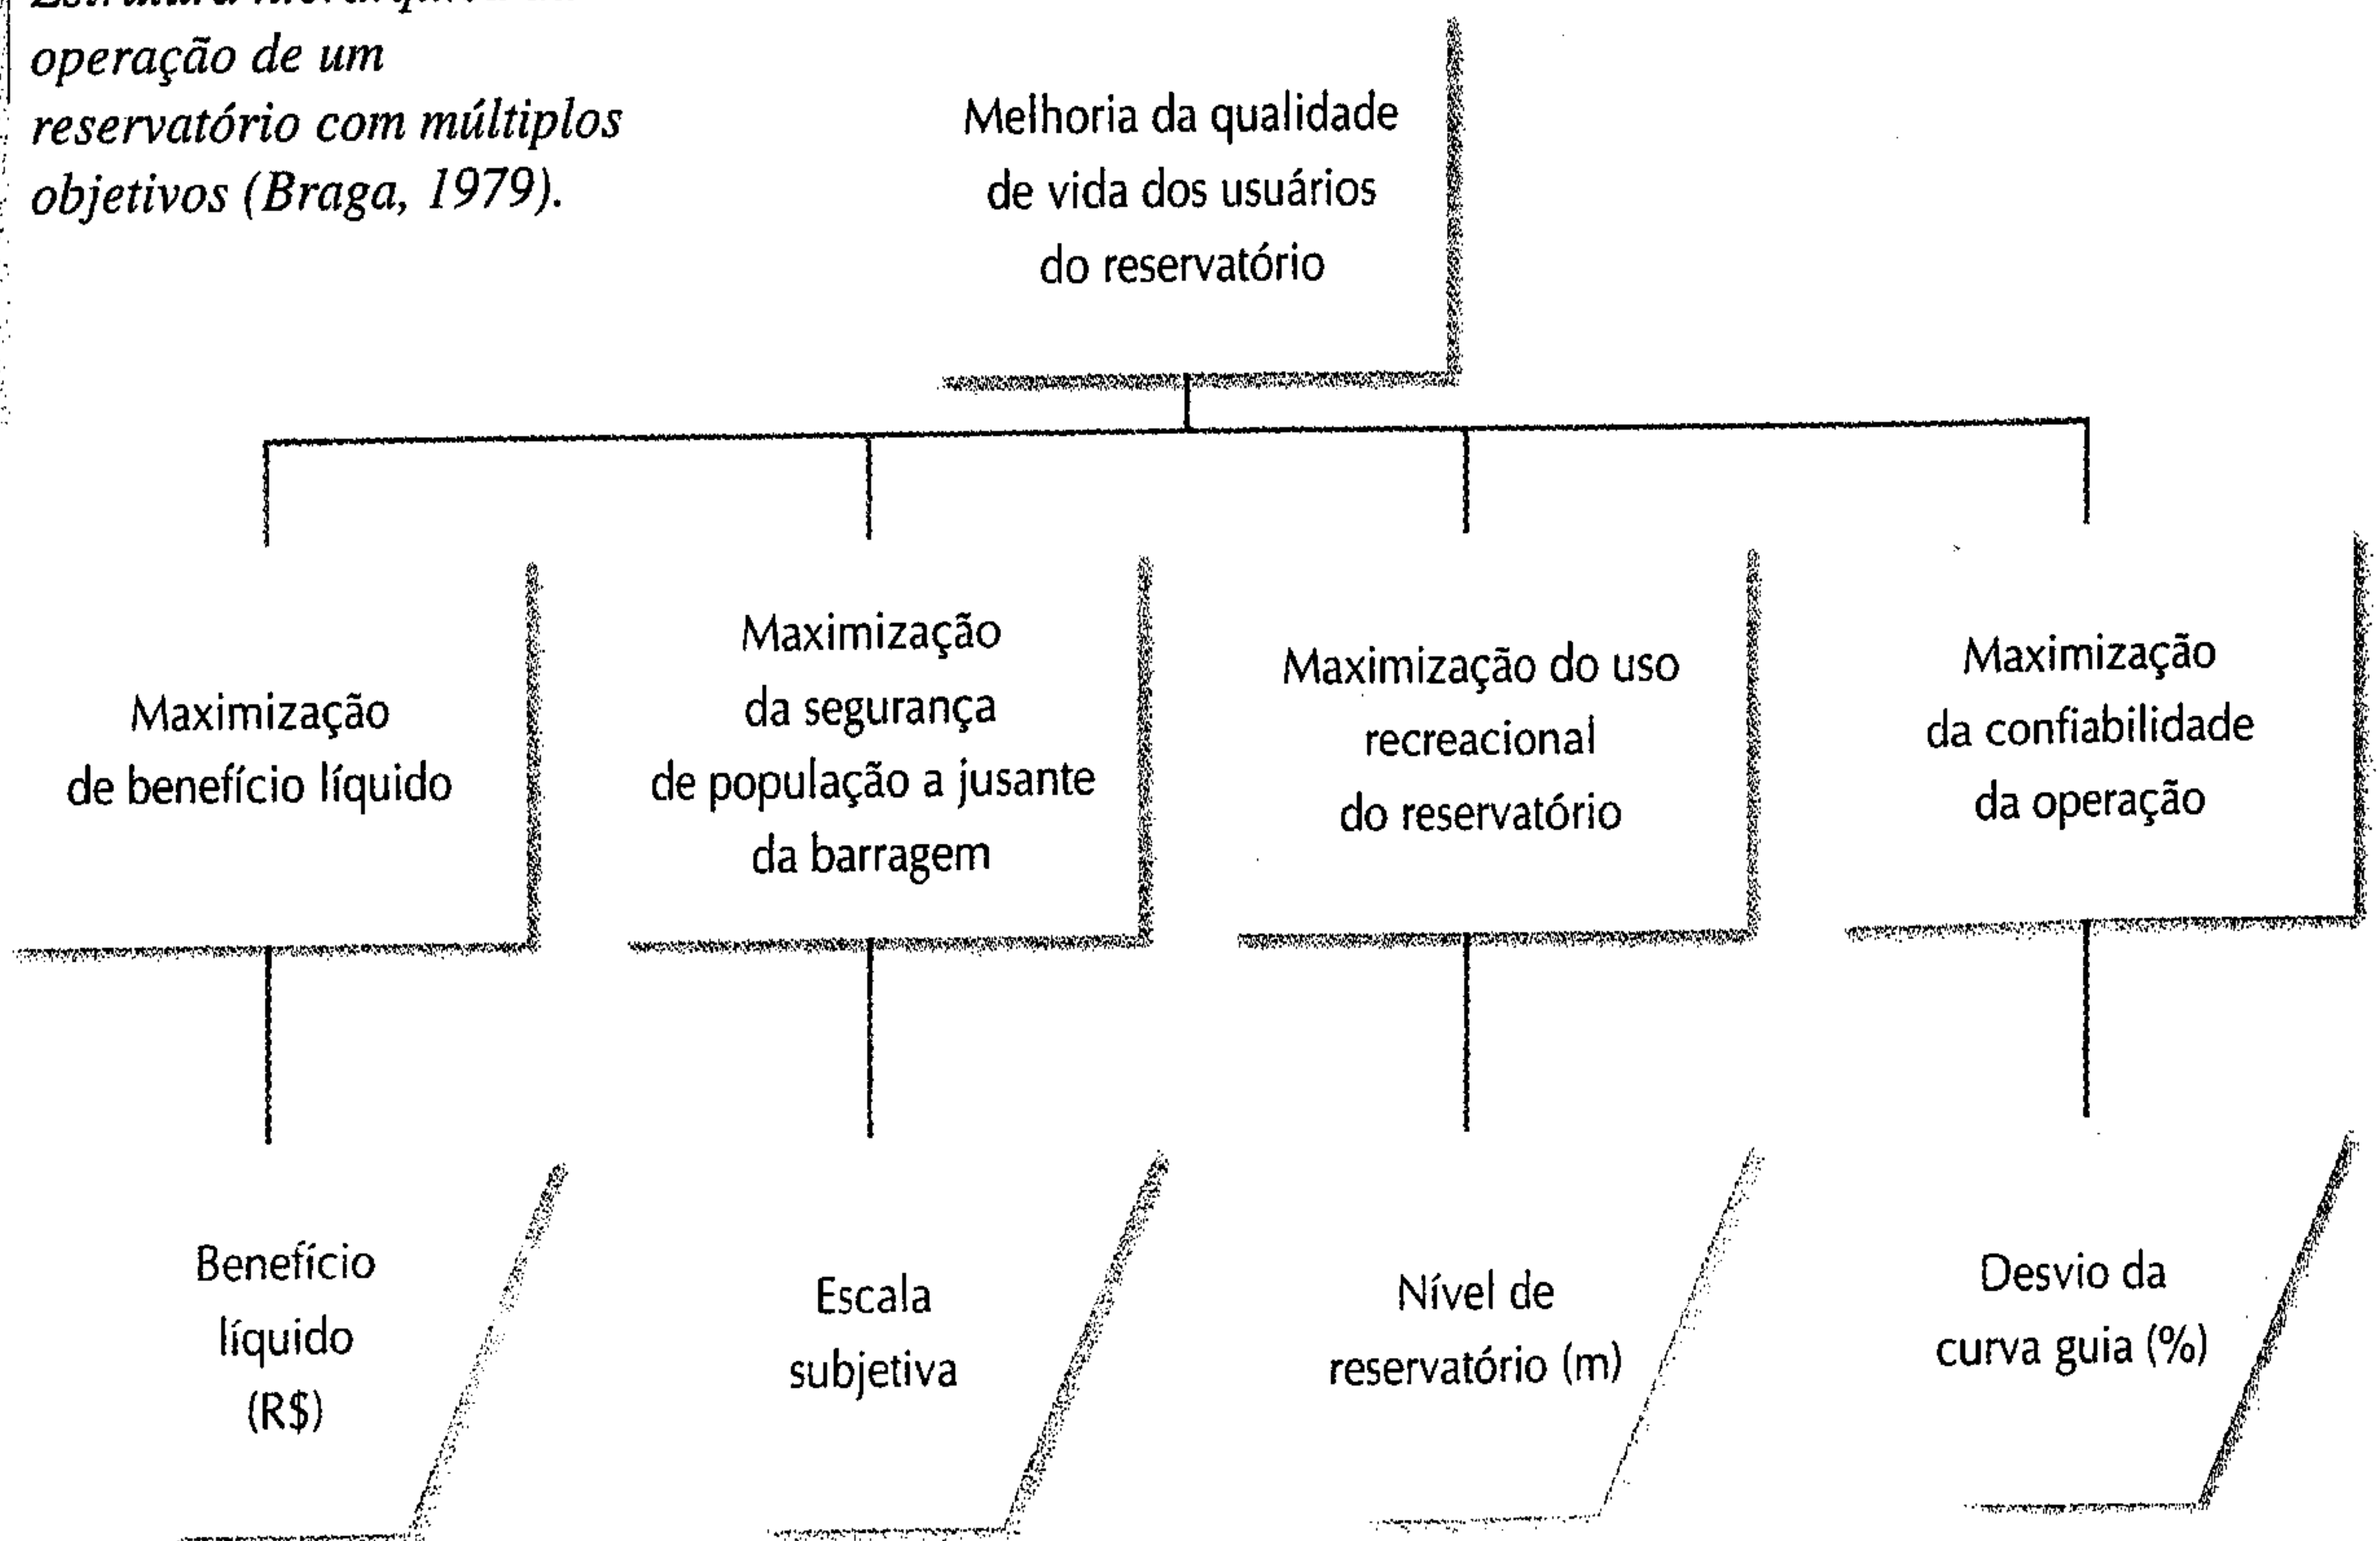 operação de um
reservatório com múltiplos
objetivos (Braga, 1979).
Melhoria da qualidade
de vida dos usuários
do reservatório
Maximização
de benefício líquido
Maximização
da segurança
de população a jusante
da barragem
Maximização do uso
recreacional
do reservatório
Maximização
da confiabilidade
da operação
Benefício
líquido
(R$)
Escala
subjetiva
Nível de
reservatório (m)
Desvio da
curva guia (%)